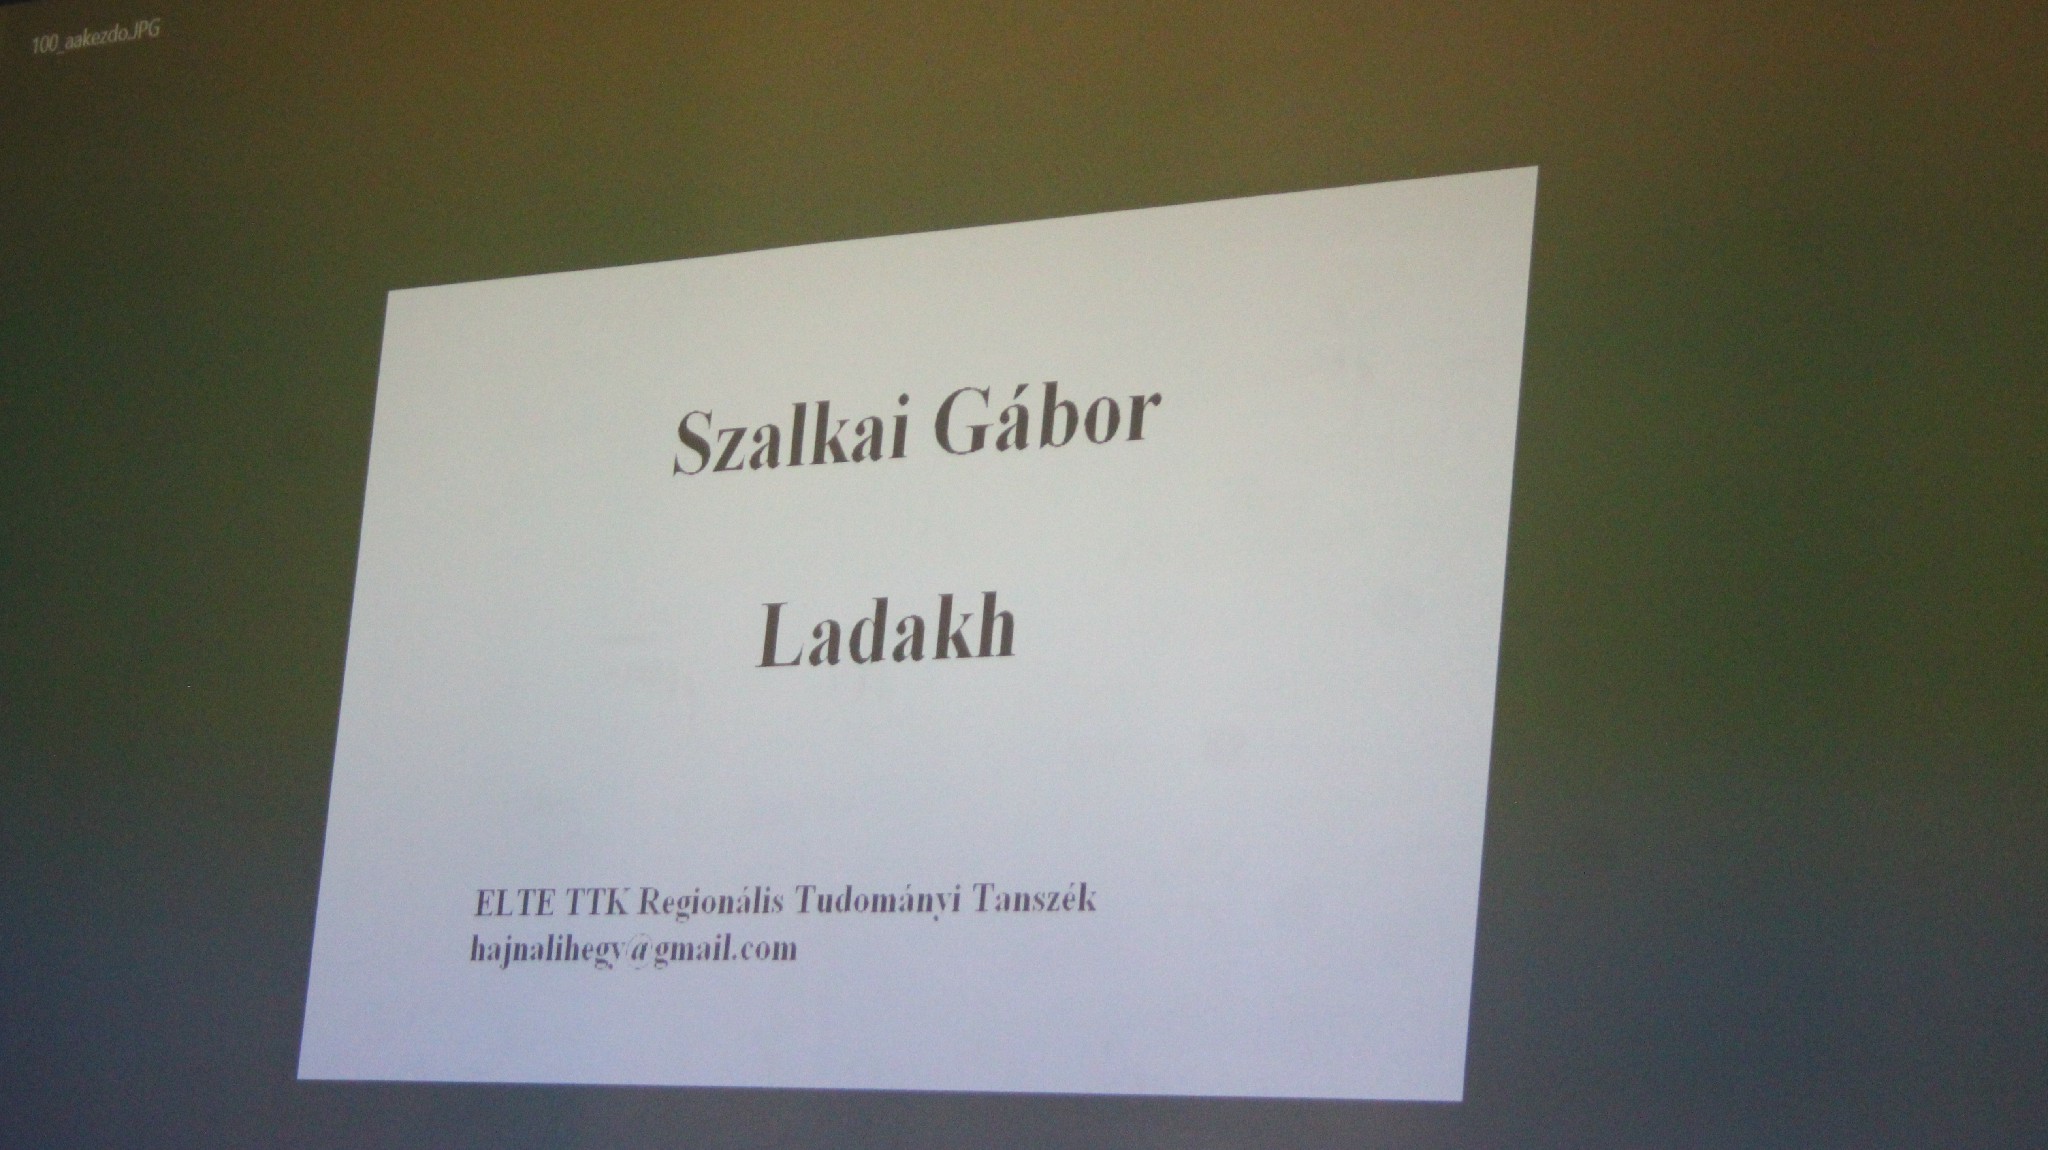 100_aakezdo.JPG
Szalkai Gábor
Ladakh
ELTE TTK Regionális Tudományi Tanszék
hajnalihegy@gmail.com